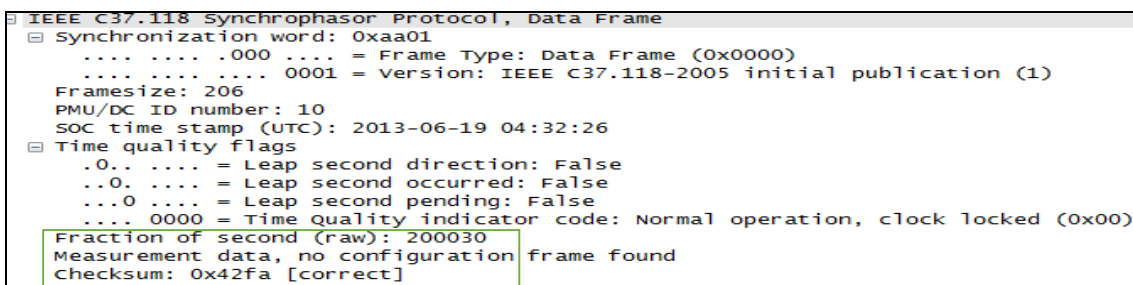 IEEE C37.118 Synchrophasor Protocol, Data Frame
Synchronization word: 0xaa01
.... .... .000 .... = Frame Type: Data Frame (0x0000)
.... .... .... 0001 = Version: IEEE C37.118-2005 initial publication (1)
Framesize: 206
PMU/DC ID number: 10
SOC time stamp (UTC): 2013-06-19 04:32:26
Time quality flags
.0.. .... = Leap second direction: False
..0. .... = Leap second occurred: False
...0 .... = Leap second pending: False
.... 0000 = Time Quality indicator code: Normal operation, clock locked (0x00)
Fraction of second (raw): 200030
Measurement data, no configuration frame found
Checksum: 0x42fa [correct]